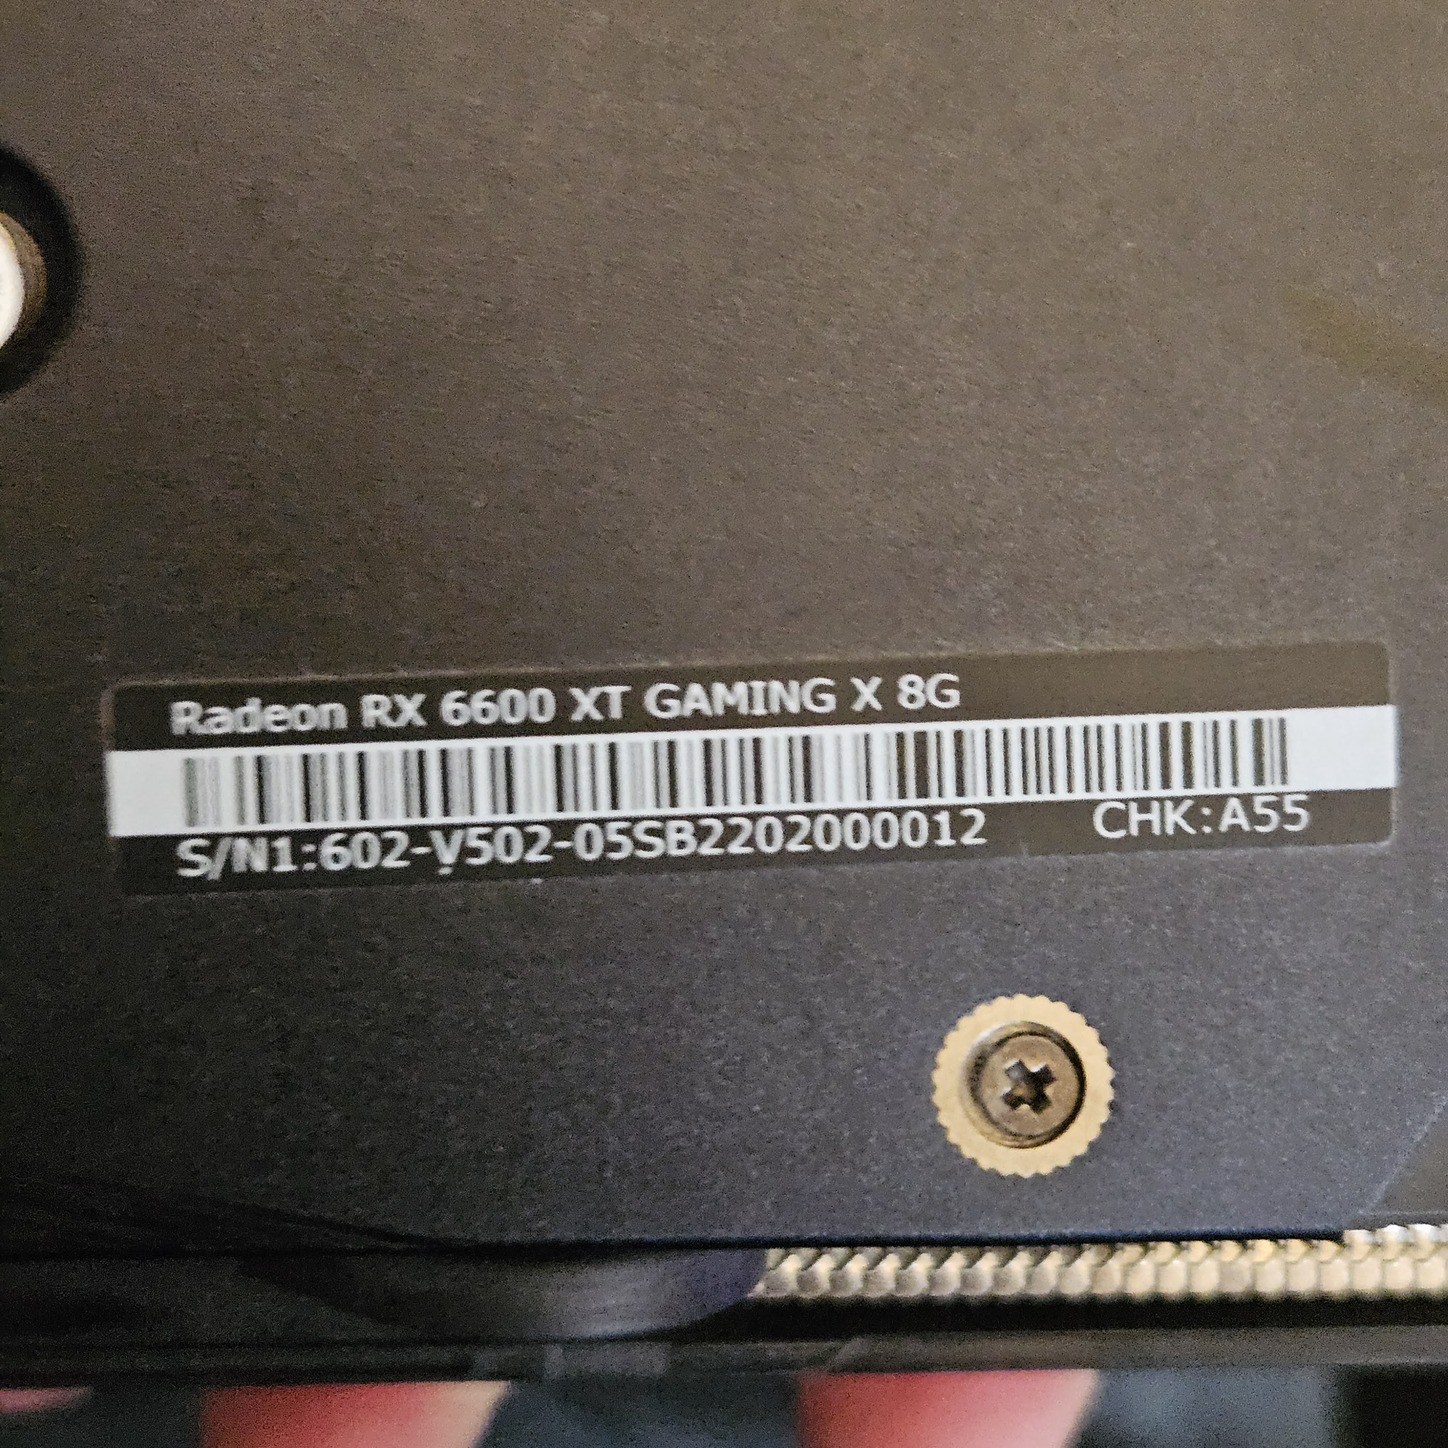 Radeon RX 6600 XT GAMING X 8G
S/N1:602-V502-05SB2202000012 CHK:A55